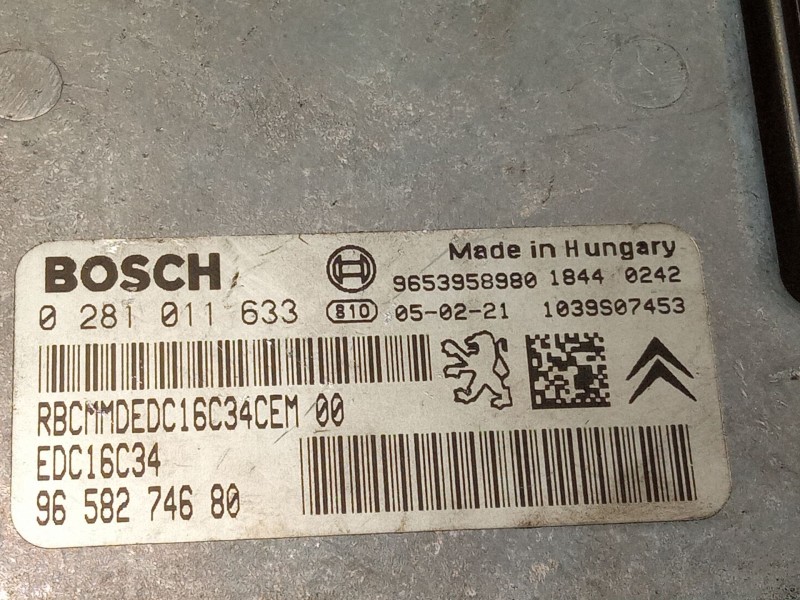 BOSCH
Made in Hungary
9653958980 1844 0242
0 281 011 633 810 05-02-21 1039S07453
RBCMMDEDC16C34CEM 00
EDC16C34
96 582 746 80